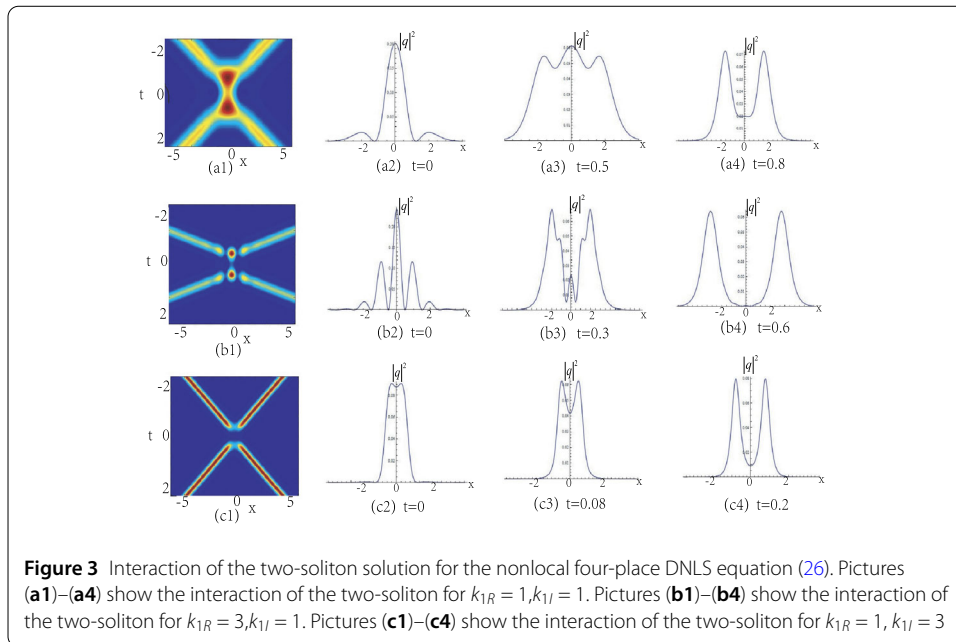 -2
t 0
2
-5 0 5
x
(a1)
|q|²
-2 0 2 x
(a2) t=0
|q|²
-2 0 2 x
(a3) t=0.5
|q|²
-2 0 2 x
(a4) t=0.8
-2
t 0
2
-5 0 5
x
(b1)
|q|²
-2 0 2 x
(b2) t=0
|q|²
-2 0 2 x
(b3) t=0.3
|q|²
-2 0 2 x
(b4) t=0.6
-2
t 0
2
-5 0 5
x
(c1)
|q|²
-2 0 2 x
(c2) t=0
|q|²
-2 0 2 x
(c3) t=0.08
|q|²
-2 0 2 x
(c4) t=0.2
Figure 3 Interaction of the two-soliton solution for the nonlocal four-place DNLS equation (26). Pictures
(a1)–(a4) show the interaction of the two-soliton for k1R = 1,k1I = 1. Pictures (b1)–(b4) show the interaction of
the two-soliton for k1R = 3,k1I = 1. Pictures (c1)–(c4) show the interaction of the two-soliton for k1R = 1, k1I = 3